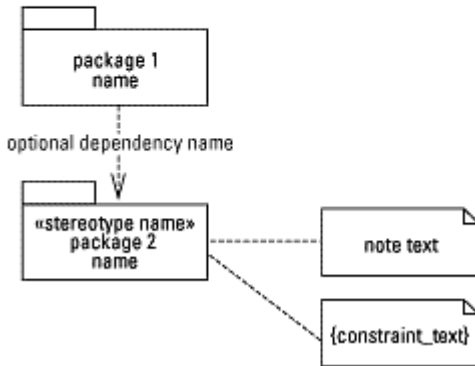 package 1
name
optional dependency name
«stereotype name»
package 2
name
note text
{constraint_text}